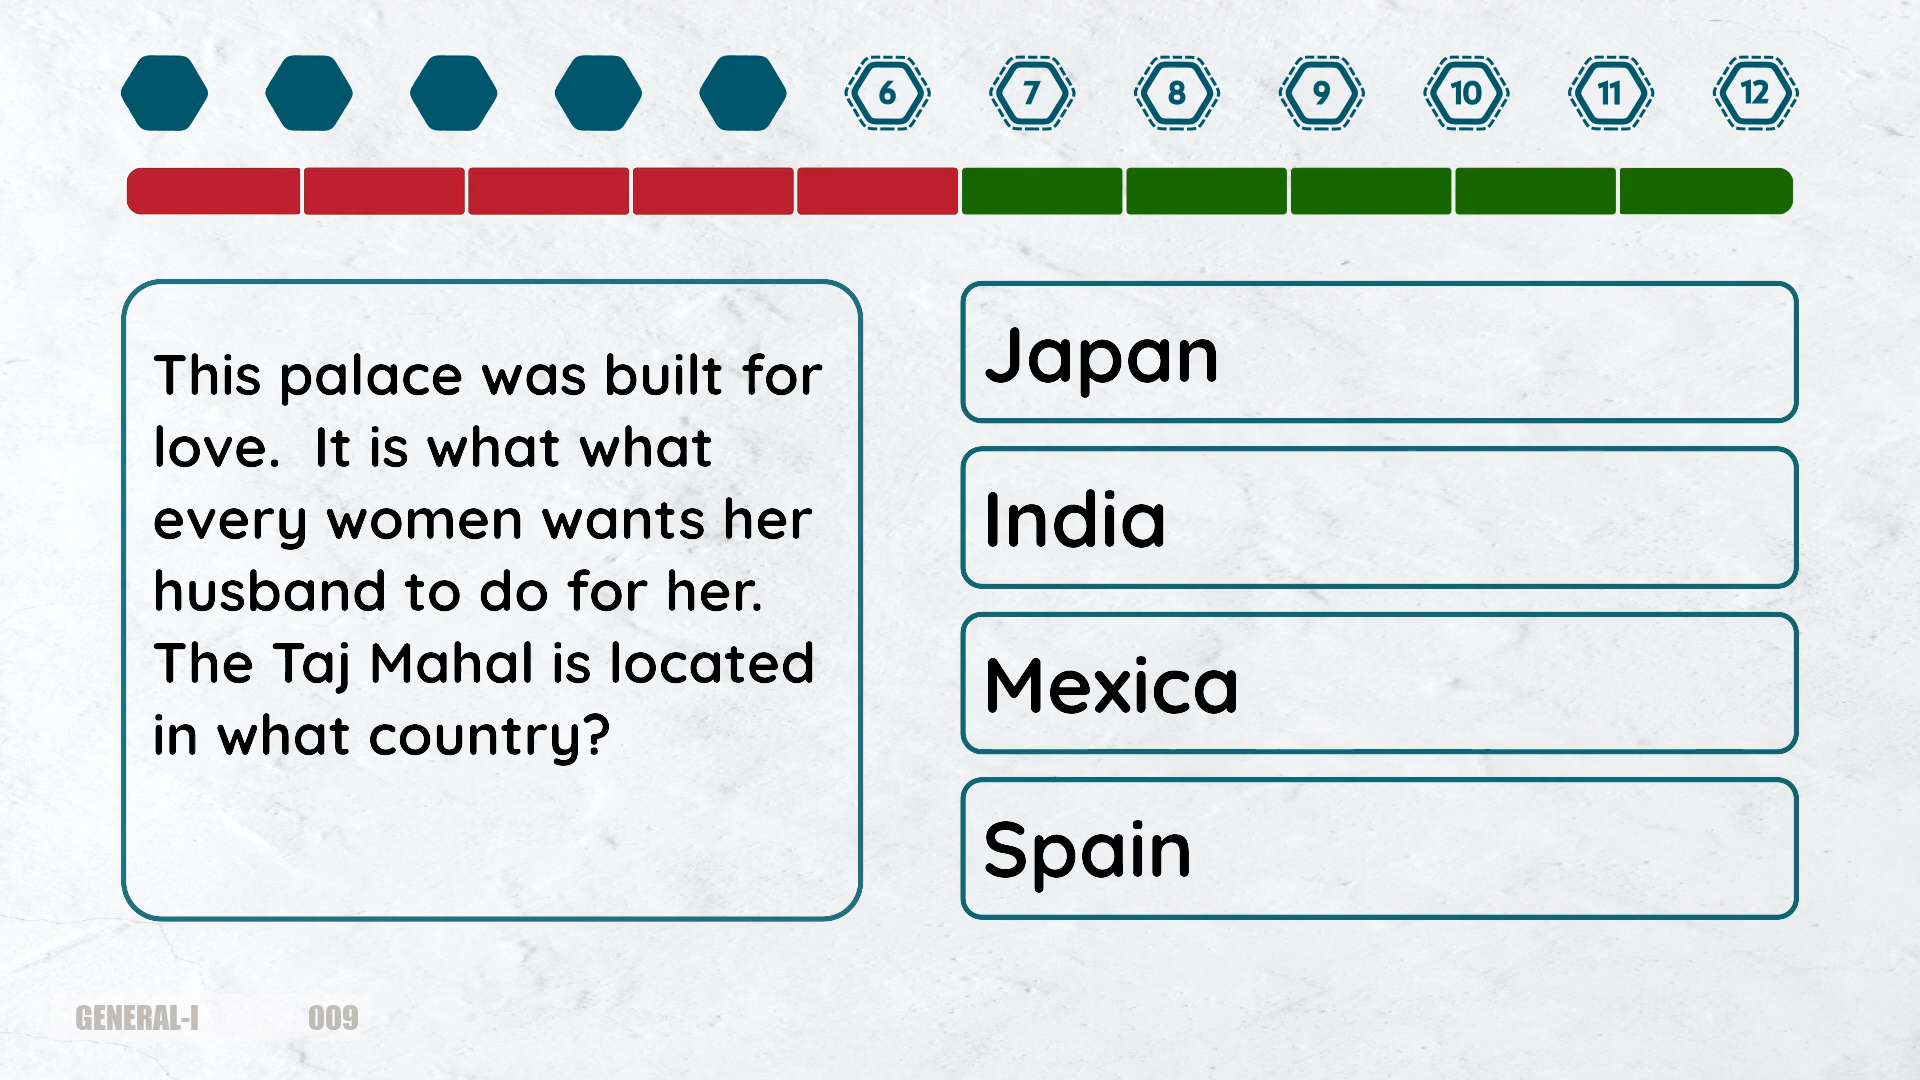 6 7 8 9 10 11 12
This palace was built for
love.  It is what what
every women wants her
husband to do for her.
The Taj Mahal is located
in what country?
Japan
India
Mexica
Spain
GENERAL-I 009